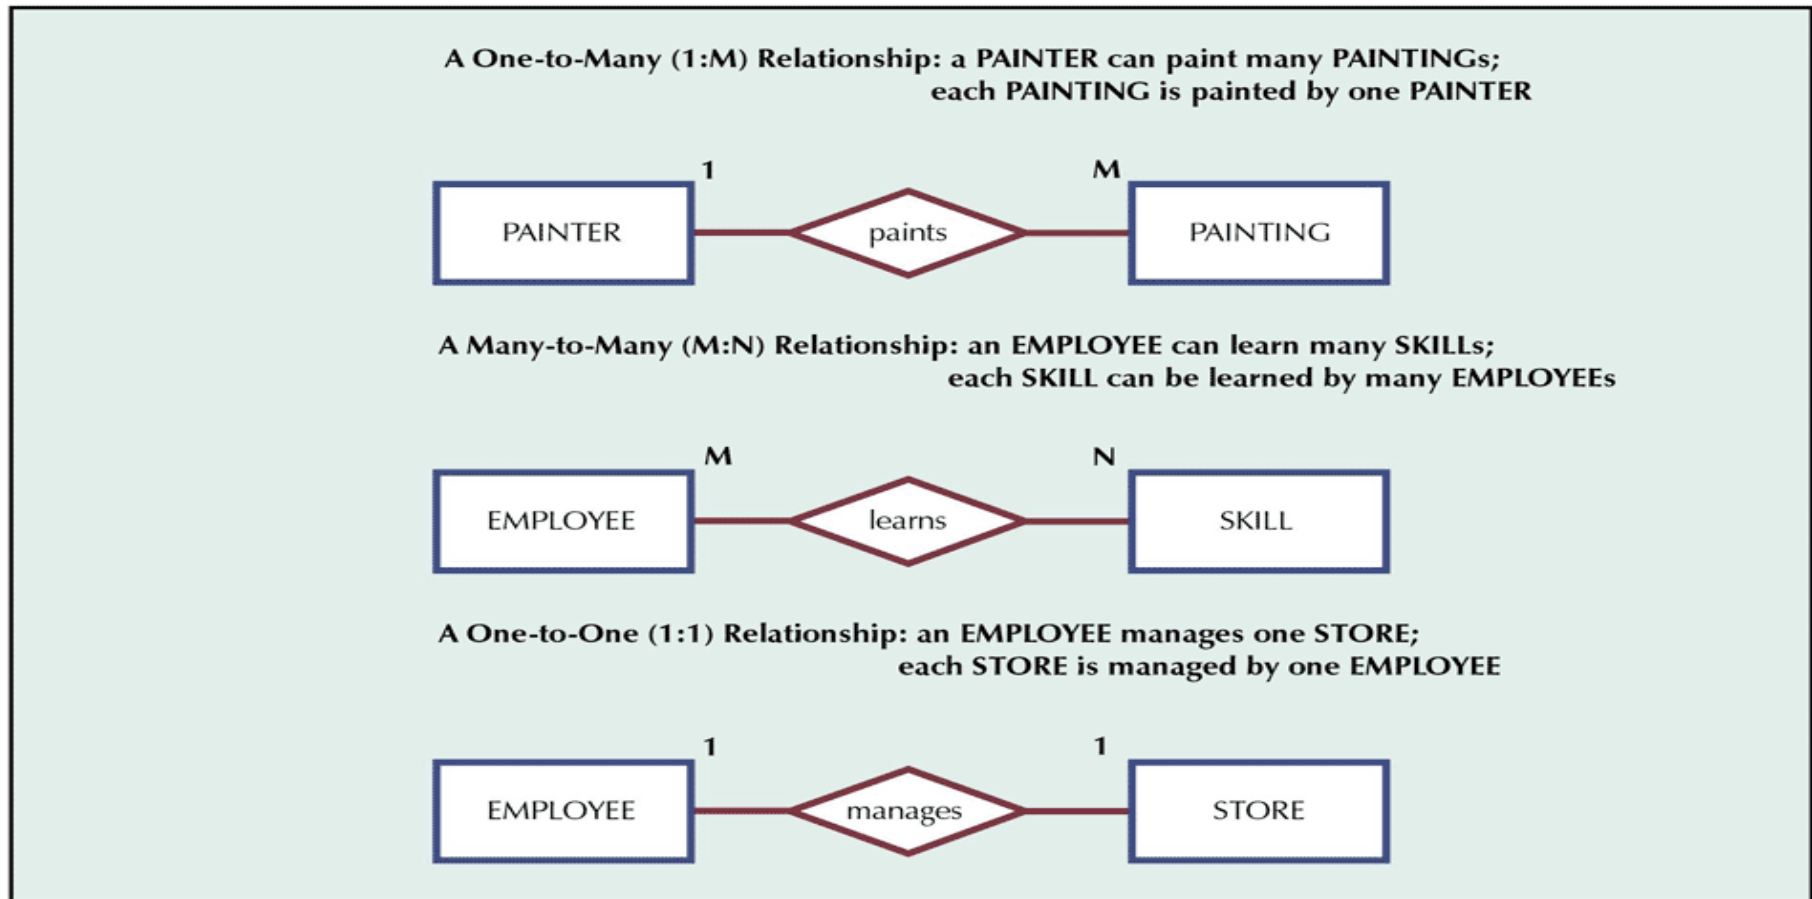 A One-to-Many (1:M) Relationship: a PAINTER can paint many PAINTINGs;
each PAINTING is painted by one PAINTER
1 M
PAINTER paints PAINTING
A Many-to-Many (M:N) Relationship: an EMPLOYEE can learn many SKILLs;
each SKILL can be learned by many EMPLOYEEs
M N
EMPLOYEE learns SKILL
A One-to-One (1:1) Relationship: an EMPLOYEE manages one STORE;
each STORE is managed by one EMPLOYEE
1 1
EMPLOYEE manages STORE